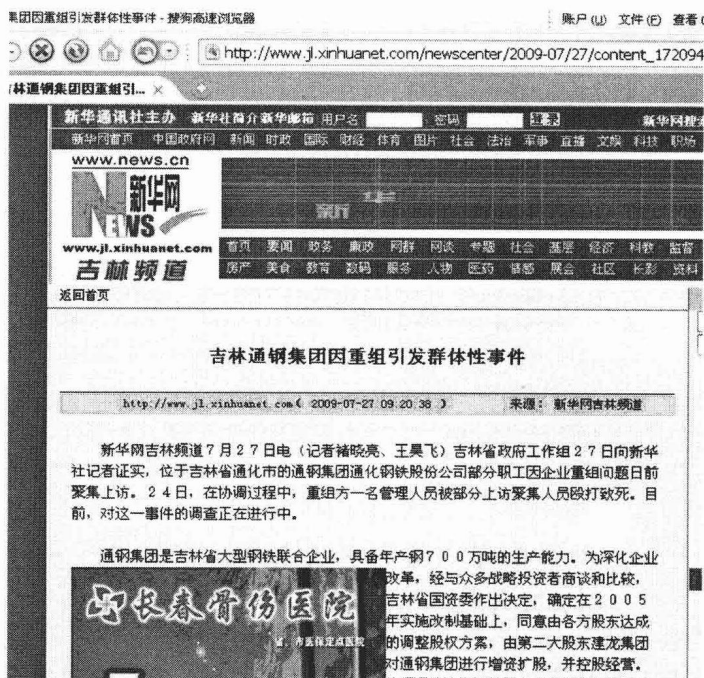 集团因重组引发群体性事件 - 搜狗高速浏览器
账户(U) 文件(F) 查看(
http://www.jl.xinhuanet.com/newscenter/2009-07/27/content_172094
林通钢集团因重组引... ×
新华通讯社主办 新华社简介 新华邮箱 用户名 密码 登录 新华网搜索
新华网首页 中国政府网 新闻 时政 国际 财经 体育 图片 社会 法治 军事 直播 文娱 科技 职场
www.news.cn
新华网
NEWS
www.jl.xinhuanet.com
吉林频道
首页 要闻 政务 廉政 网群 网谈 专题 社会 基层 经济 科教 监督
房产 美食 教育 数码 服务 人物 医药 情感 展会 社区 长影 资料
返回首页
吉林通钢集团因重组引发群体性事件
http://www.jl.xinhuanet.com( 2009-07-27 09:20:38 ) 来源: 新华网吉林频道
新华网吉林频道7月27日电（记者褚晓亮、王昊飞）吉林省政府工作组27日向新华
社记者证实，位于吉林省通化市的通钢集团通化钢铁股份公司部分职工因企业重组问题日前
聚集上访。24日，在协调过程中，重组方一名管理人员被部分上访聚集人员殴打致死。目
前，对这一事件的调查正在进行中。
通钢集团是吉林省大型钢铁联合企业，具备年产钢700万吨的生产能力。为深化企业
改革，经与众多战略投资者商谈和比较，
吉林省国资委作出决定，确定在2005
年实施改制基础上，同意由各方股东达成
的调整股权方案，由第二大股东建龙集团
对通钢集团进行增资扩股，并控股经营。
长春骨伤医院
省、市医保定点医院